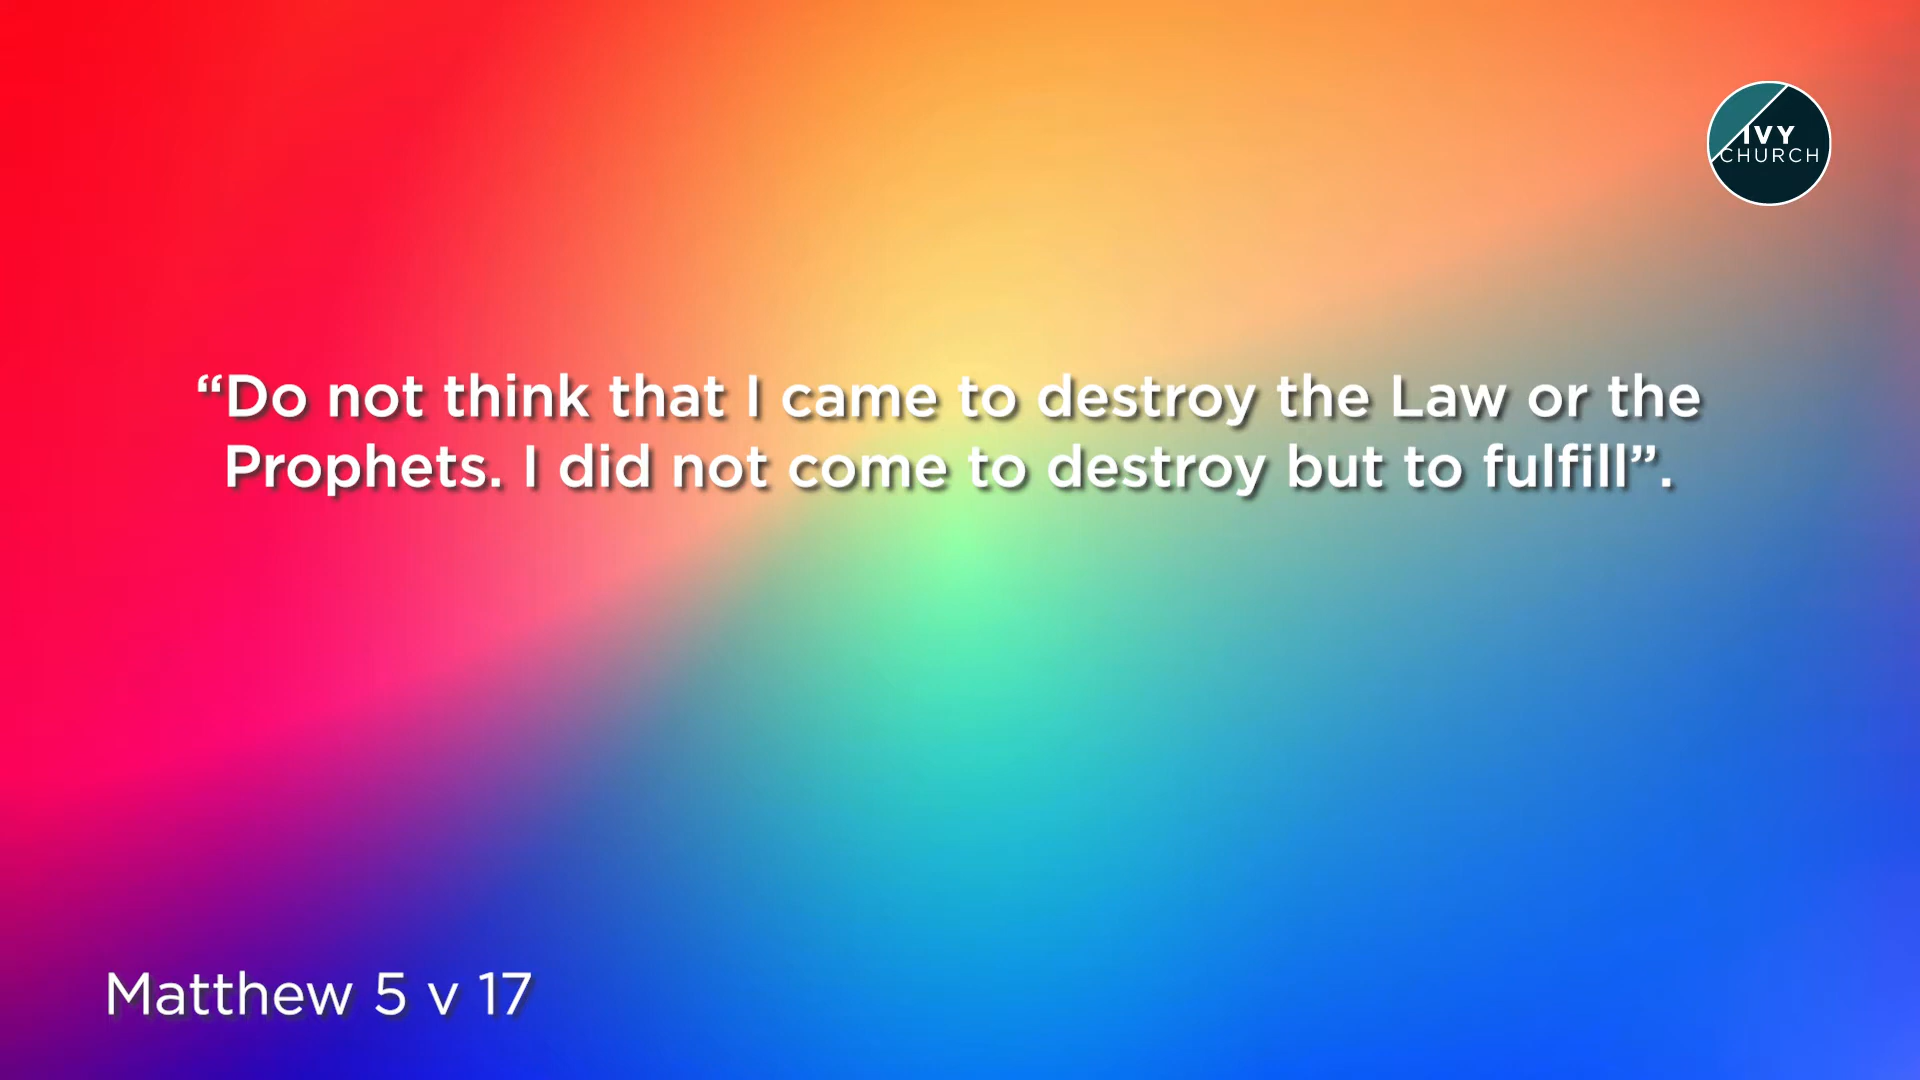 IVY
CHURCH
“Do not think that I came to destroy the Law or the
Prophets. I did not come to destroy but to fulfill”.
Matthew 5 v 17